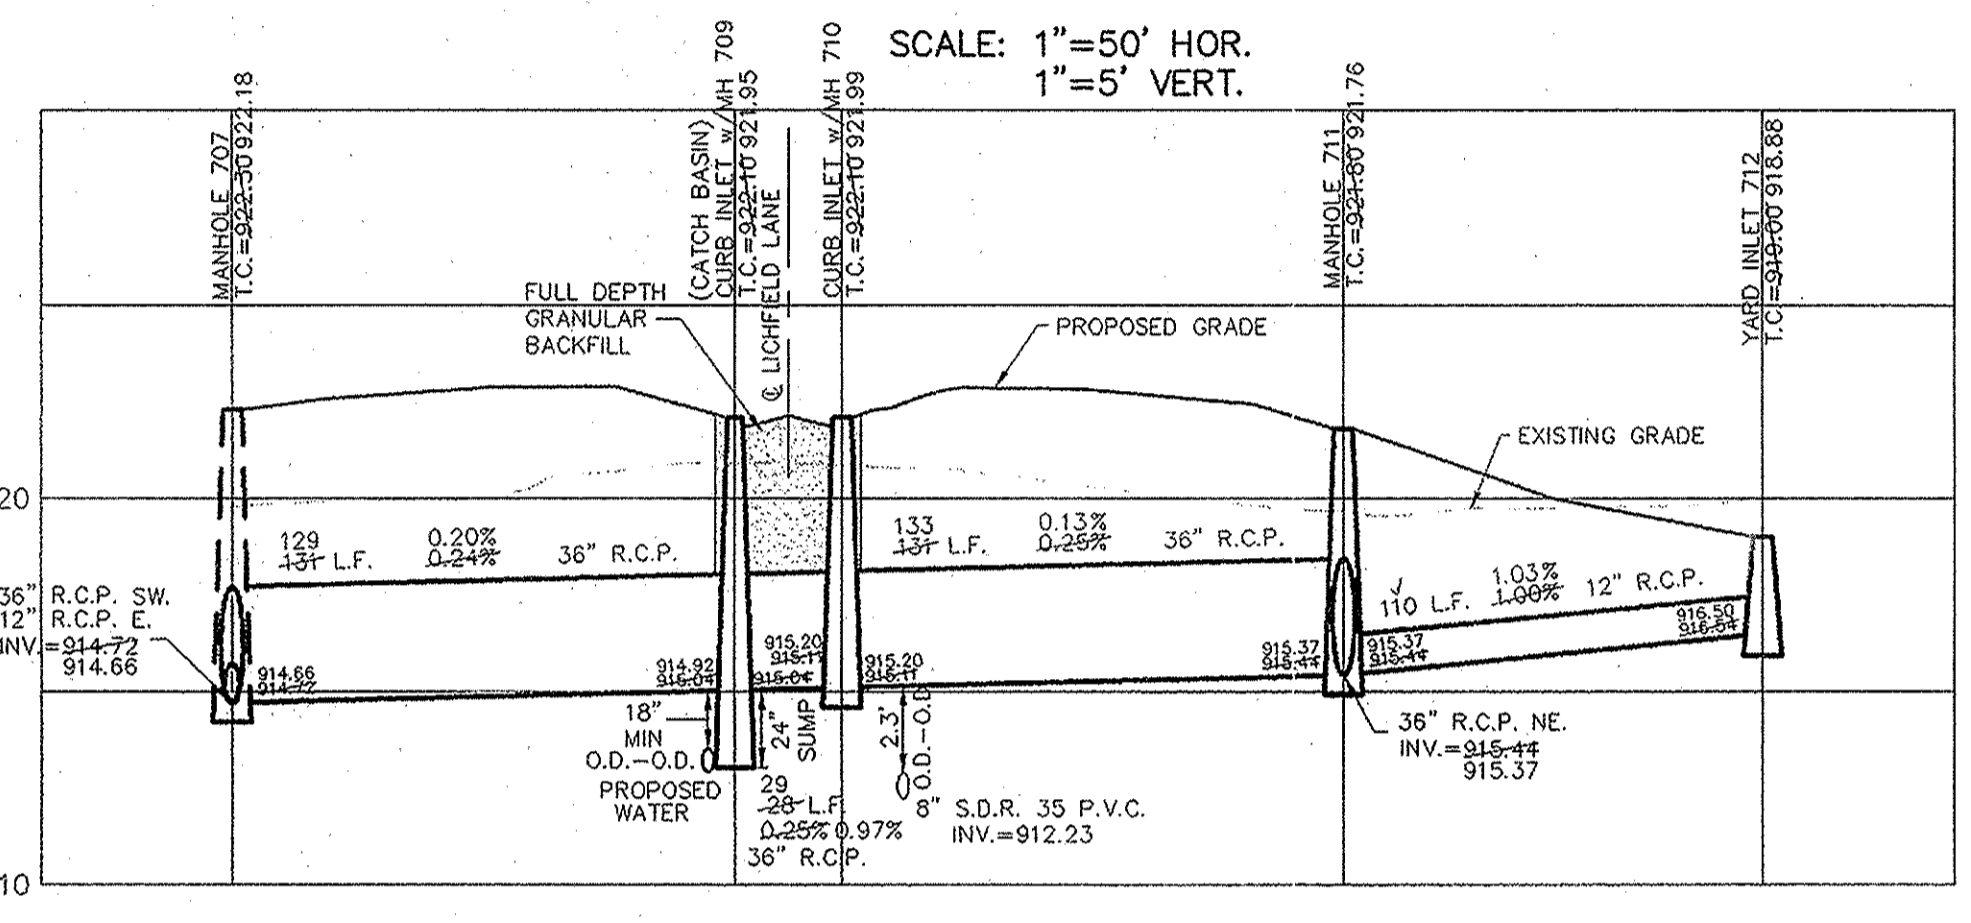 SCALE: 1"=50' HOR.
1"=5' VERT.
MANHOLE 707
T.C.=922.30 922.18
(CATCH BASIN)
CURB INLET w/MH 709
T.C.=922.10 921.95
℄ LICHFIELD LANE
CURB INLET w/MH 710
T.C.=922.10 921.99
MANHOLE 711
T.C.=921.80 921.76
YARD INLET 712
T.C.=919.00 918.88
FULL DEPTH
GRANULAR
BACKFILL
PROPOSED GRADE
EXISTING GRADE
20
129
131 L.F.
0.20%
0.24%
36" R.C.P.
133
131 L.F.
0.13%
0.25%
36" R.C.P.
110 L.F.
1.03%
1.00%
12" R.C.P.
36" R.C.P. SW.
12" R.C.P. E.
INV.=914.72
914.66
914.66
914.72
914.92
915.04
915.20
915.11
915.04
915.20
915.11
915.37
915.44
915.37
915.44
916.50
916.54
18"
MIN
O.D.-O.D.
PROPOSED
WATER
24"
SUMP
2.3'
O.D.-O.D.
29
28 L.F.
0.25% 0.97%
36" R.C.P.
8" S.D.R. 35 P.V.C.
INV.=912.23
36" R.C.P. NE.
INV.=915.44
915.37
10